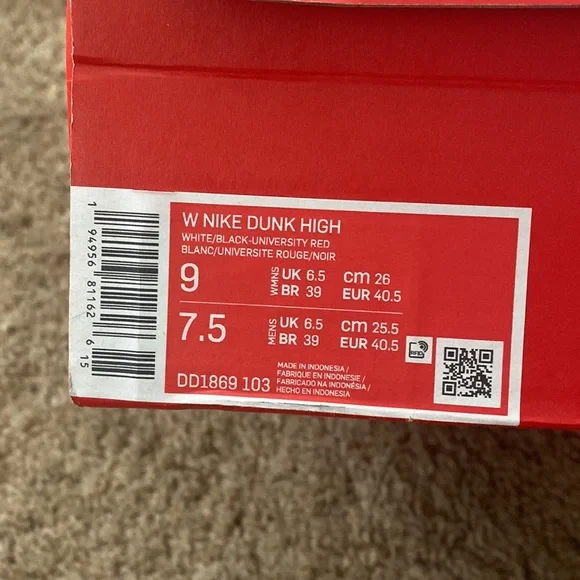 W NIKE DUNK HIGH
WHITE/BLACK-UNIVERSITY RED
BLANC/UNIVERSITE ROUGE/NOIR
9 WMNS UK 6.5 cm 26
BR 39 EUR 40.5
7.5 MENS UK 6.5 cm 25.5
BR 39 EUR 40.5
RFID
DD1869 103
MADE IN INDONESIA/
FABRIQUE EN INDONESIE/
FABRICADO NA INDONÉSIA/
HECHO EN INDONESIA
1 94956 81162 6 15